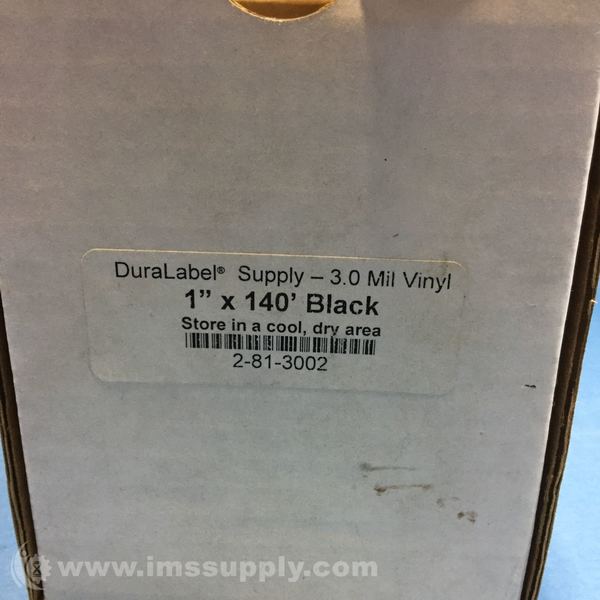 DuraLabel® Supply – 3.0 Mil Vinyl
1” x 140’ Black
Store in a cool, dry area
2-81-3002
www.imssupply.com